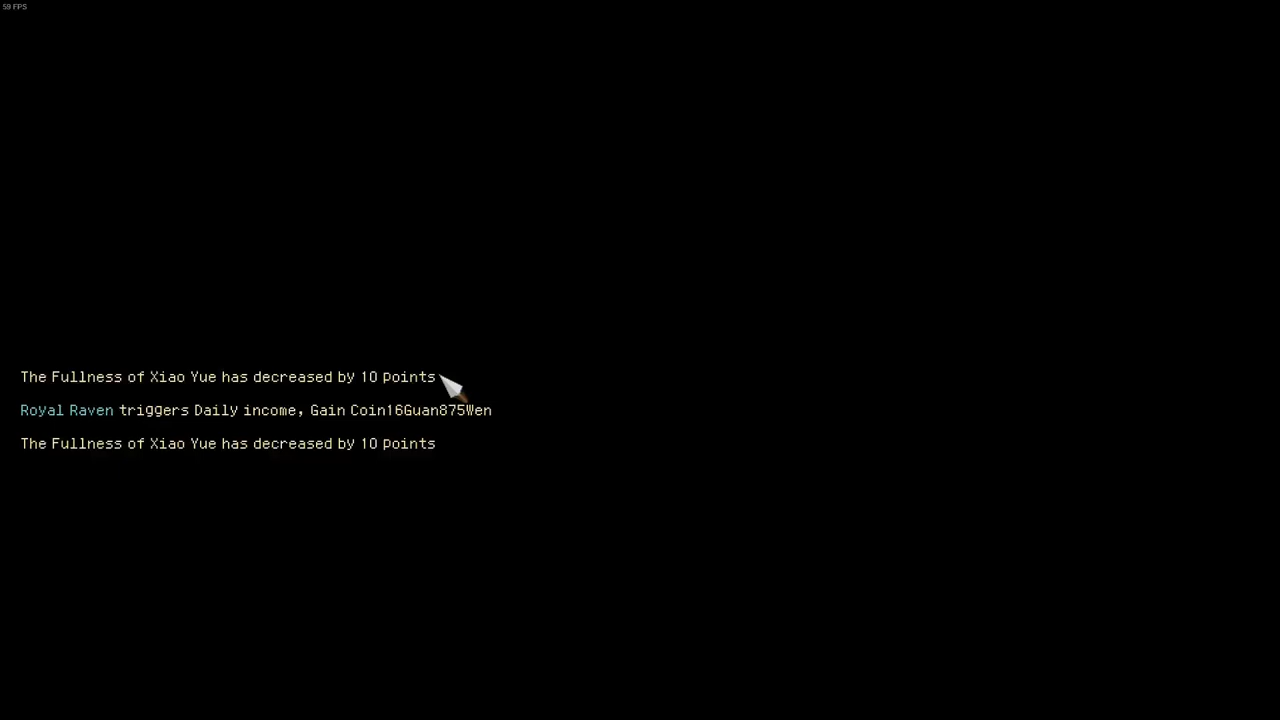 59 FPS
The Fullness of Xiao Yue has decreased by 10 points
Royal Raven triggers Daily income, Gain Coin16Guan875Wen
The Fullness of Xiao Yue has decreased by 10 points